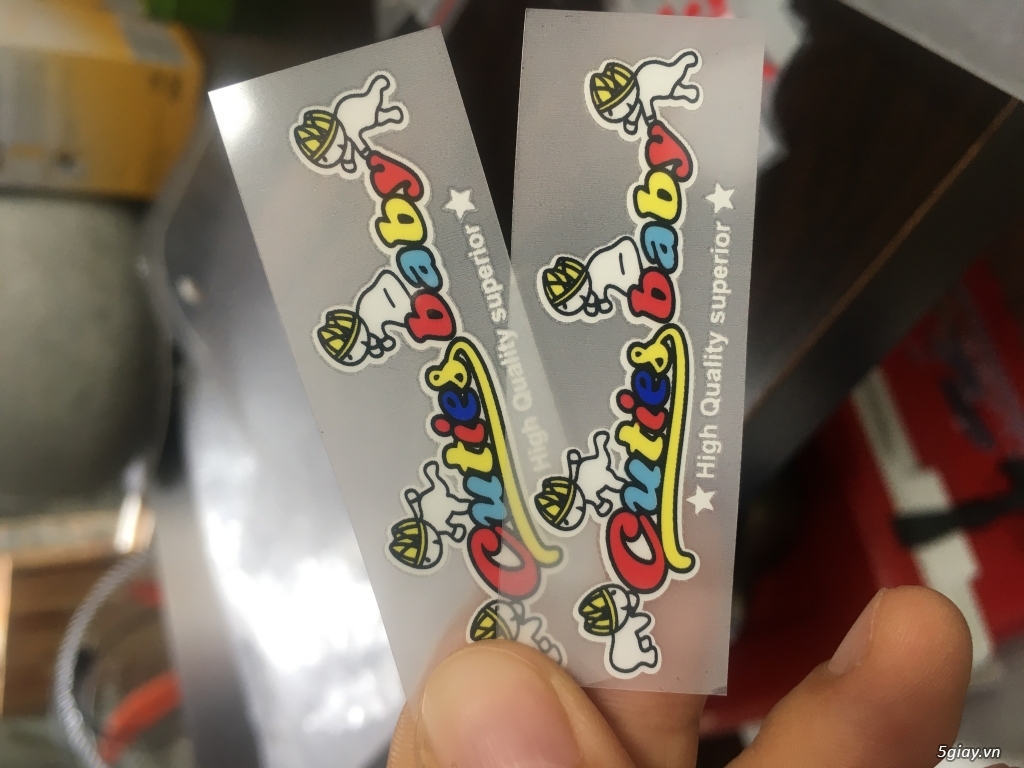 Cuties baby
★ High Quality superior ★
Cuties baby
★ High Quality superior ★
5giay.vn